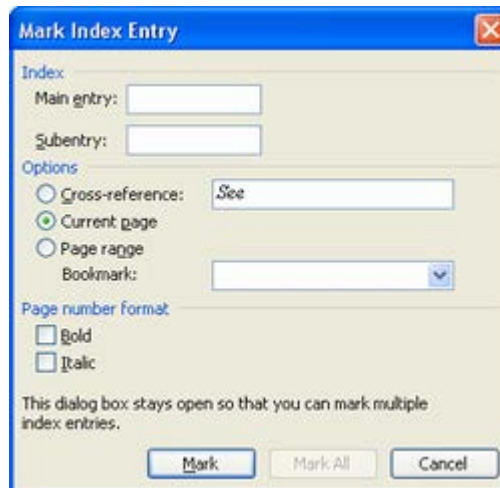 Mark Index Entry
Index
Main entry:
Subentry:
Options
Cross-reference: See
Current page
Page range
Bookmark:
Page number format
Bold
Italic
This dialog box stays open so that you can mark multiple
index entries.
Mark Mark All Cancel